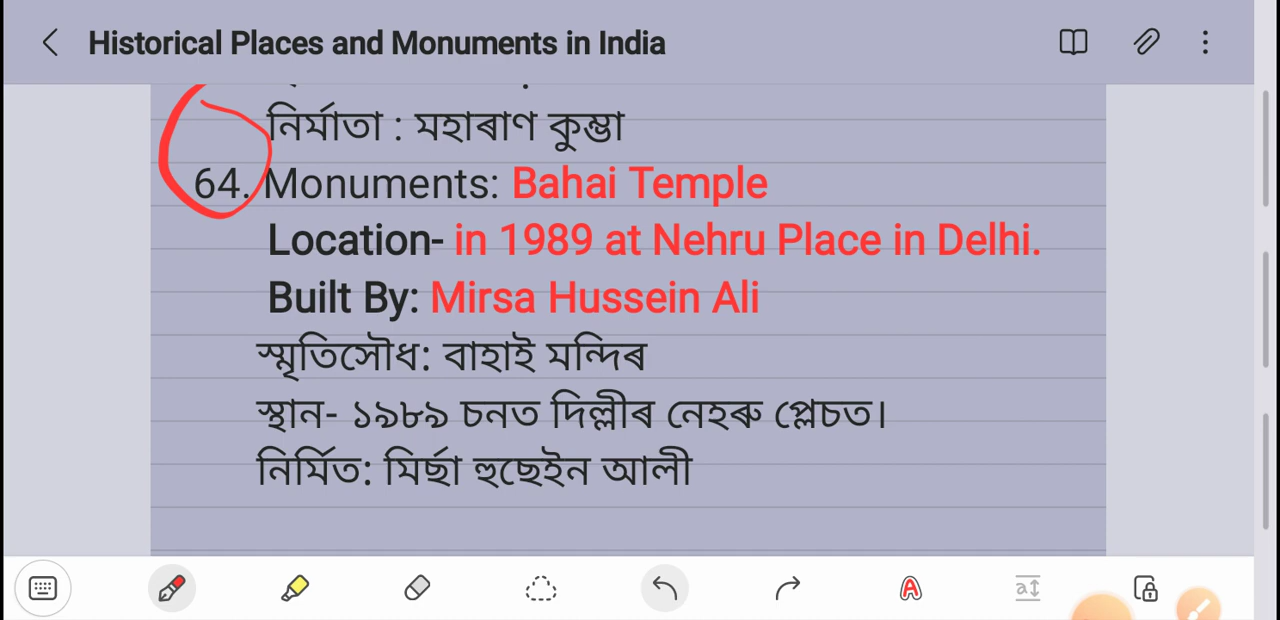 Historical Places and Monuments in India
নিৰ্মাতা : মহাৰাণ কুম্ভা
64. Monuments: Bahai Temple
Location- in 1989 at Nehru Place in Delhi.
Built By: Mirsa Hussein Ali
স্মৃতিসৌধ: বাহাই মন্দিৰ
স্থান- ১৯৮৯ চনত দিল্লীৰ নেহৰু প্লেচত।
নিৰ্মিত: মিৰ্ছা হুছেইন আলী